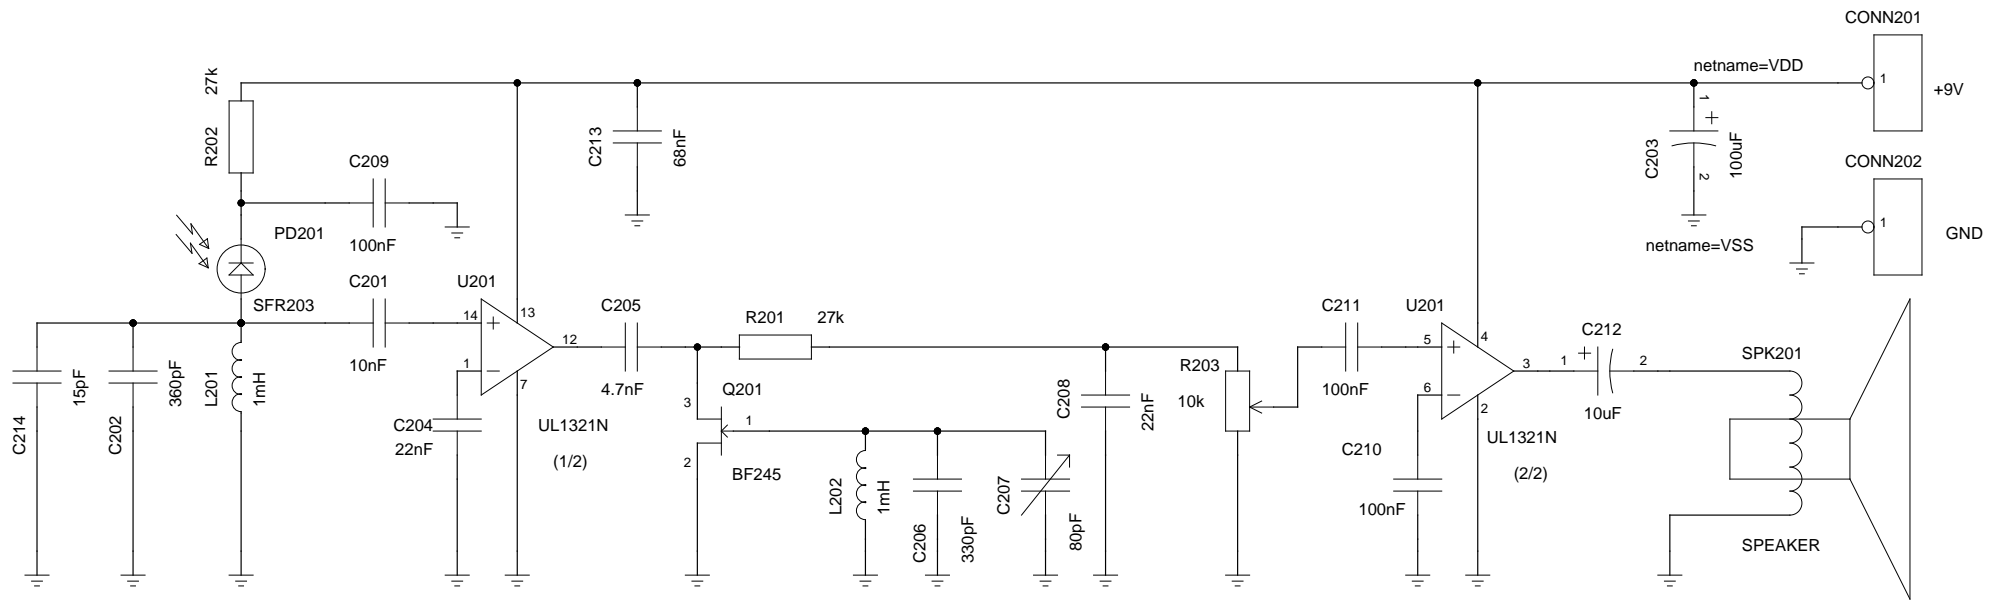 CONN201
netname=VDD
1
+9V
27k
R202
C213
68nF
1
+
C203
100uF
2
netname=VSS
CONN202
1
GND
C209
100nF
PD201
SFR203
C201
10nF
C214
15pF
C202
360pF
L201
1mH
U201
14
+
13
1
−
12
7
UL1321N
(1/2)
C204
22nF
C205
4.7nF
R201
27k
Q201
3
1
2
BF245
L202
1mH
C206
330pF
C207
80pF
C208
22nF
R203
10k
C211
100nF
U201
5
+
4
6
−
3
2
UL1321N
(2/2)
C210
100nF
C212
1
+
2
10uF
SPK201
SPEAKER